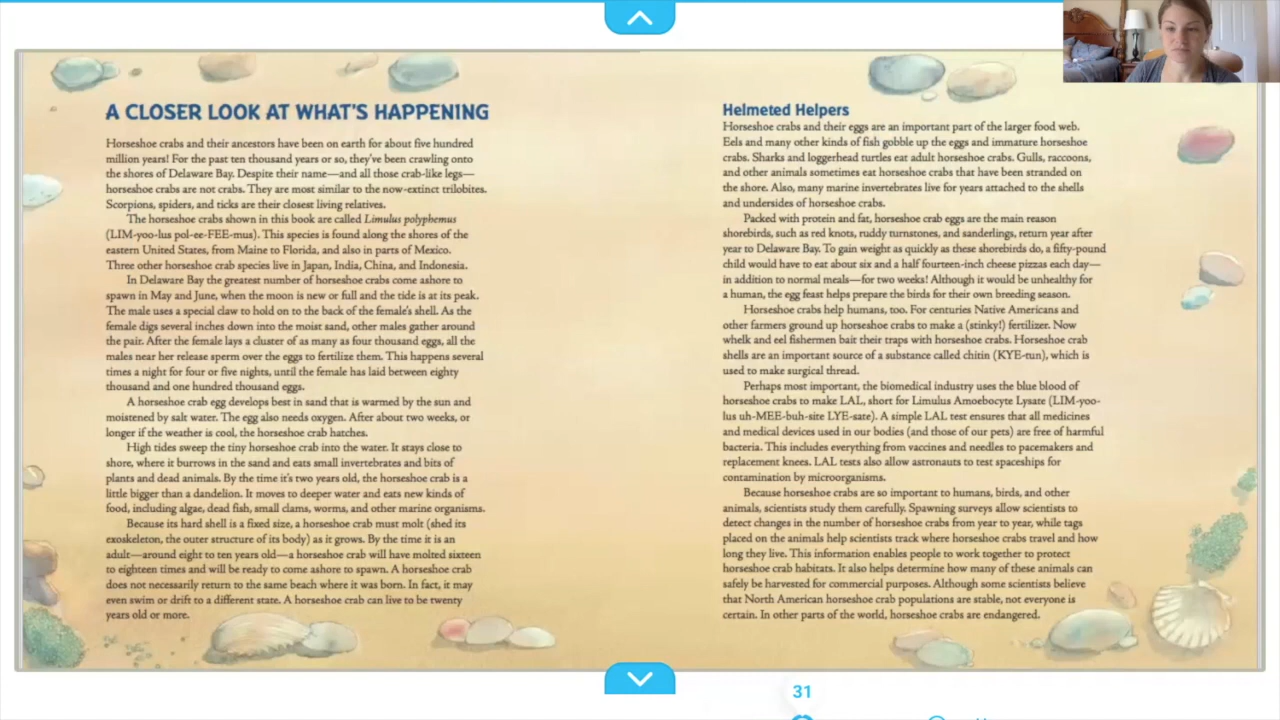 A CLOSER LOOK AT WHAT'S HAPPENING
Horseshoe crabs and their ancestors have been on earth for about five hundred
million years! For the past ten thousand years or so, they've been crawling onto
the shores of Delaware Bay. Despite their name—and all those crab-like legs—
horseshoe crabs are not crabs. They are most similar to the now-extinct trilobites.
Scorpions, spiders, and ticks are their closest living relatives.
The horseshoe crabs shown in this book are called Limulus polyphemus
(LIM-yoo-lus pol-ee-FEE-mus). This species is found along the shores of the
eastern United States, from Maine to Florida, and also in parts of Mexico.
Three other horseshoe crab species live in Japan, India, China, and Indonesia.
In Delaware Bay the greatest number of horseshoe crabs come ashore to
spawn in May and June, when the moon is new or full and the tide is at its peak.
The male uses a special claw to hold on to the back of the female's shell. As the
female digs several inches down into the moist sand, other males gather around
the pair. After the female lays a cluster of as many as four thousand eggs, all the
males near her release sperm over the eggs to fertilize them. This happens several
times a night for four or five nights, until the female has laid between eighty
thousand and one hundred thousand eggs.
A horseshoe crab egg develops best in sand that is warmed by the sun and
moistened by salt water. The egg also needs oxygen. After about two weeks, or
longer if the weather is cool, the horseshoe crab hatches.
High tides sweep the tiny horseshoe crab into the water. It stays close to
shore, where it burrows in the sand and eats small invertebrates and bits of
plants and dead animals. By the time it's two years old, the horseshoe crab is a
little bigger than a dandelion. It moves to deeper water and eats new kinds of
food, including algae, dead fish, small clams, worms, and other marine organisms.
Because its hard shell is a fixed size, a horseshoe crab must molt (shed its
exoskeleton, the outer structure of its body) as it grows. By the time it is an
adult—around eight to ten years old—a horseshoe crab will have molted sixteen
to eighteen times and will be ready to come ashore to spawn. A horseshoe crab
does not necessarily return to the same beach where it was born. In fact, it may
even swim or drift to a different state. A horseshoe crab can live to be twenty
years old or more.
Helmeted Helpers
Horseshoe crabs and their eggs are an important part of the larger food web.
Eels and many other kinds of fish gobble up the eggs and immature horseshoe
crabs. Sharks and loggerhead turtles eat adult horseshoe crabs. Gulls, raccoons,
and other animals sometimes eat horseshoe crabs that have been stranded on
the shore. Also, many marine invertebrates live for years attached to the shells
and undersides of horseshoe crabs.
Packed with protein and fat, horseshoe crab eggs are the main reason
shorebirds, such as red knots, ruddy turnstones, and sanderlings, return year after
year to Delaware Bay. To gain weight as quickly as these shorebirds do, a fifty-pound
child would have to eat about six and a half fourteen-inch cheese pizzas each day—
in addition to normal meals—for two weeks! Although it would be unhealthy for
a human, the egg feast helps prepare the birds for their own breeding season.
Horseshoe crabs help humans, too. For centuries Native Americans and
other farmers ground up horseshoe crabs to make a (stinky!) fertilizer. Now
whelk and eel fishermen bait their traps with horseshoe crabs. Horseshoe crab
shells are an important source of a substance called chitin (KYE-tun), which is
used to make surgical thread.
Perhaps most important, the biomedical industry uses the blue blood of
horseshoe crabs to make LAL, short for Limulus Amoebocyte Lysate (LIM-yoo-
lus uh-MEE-buh-site LYE-sate). A simple LAL test ensures that all medicines
and medical devices used in our bodies (and those of our pets) are free of harmful
bacteria. This includes everything from vaccines and needles to pacemakers and
replacement knees. LAL tests also allow astronauts to test spaceships for
contamination by microorganisms.
Because horseshoe crabs are so important to humans, birds, and other
animals, scientists study them carefully. Spawning surveys allow scientists to
detect changes in the number of horseshoe crabs from year to year, while tags
placed on the animals help scientists track where horseshoe crabs travel and how
long they live. This information enables people to work together to protect
horseshoe crab habitats. It also helps determine how many of these animals can
safely be harvested for commercial purposes. Although some scientists believe
that North American horseshoe crab populations are stable, not everyone is
certain. In other parts of the world, horseshoe crabs are endangered.
31